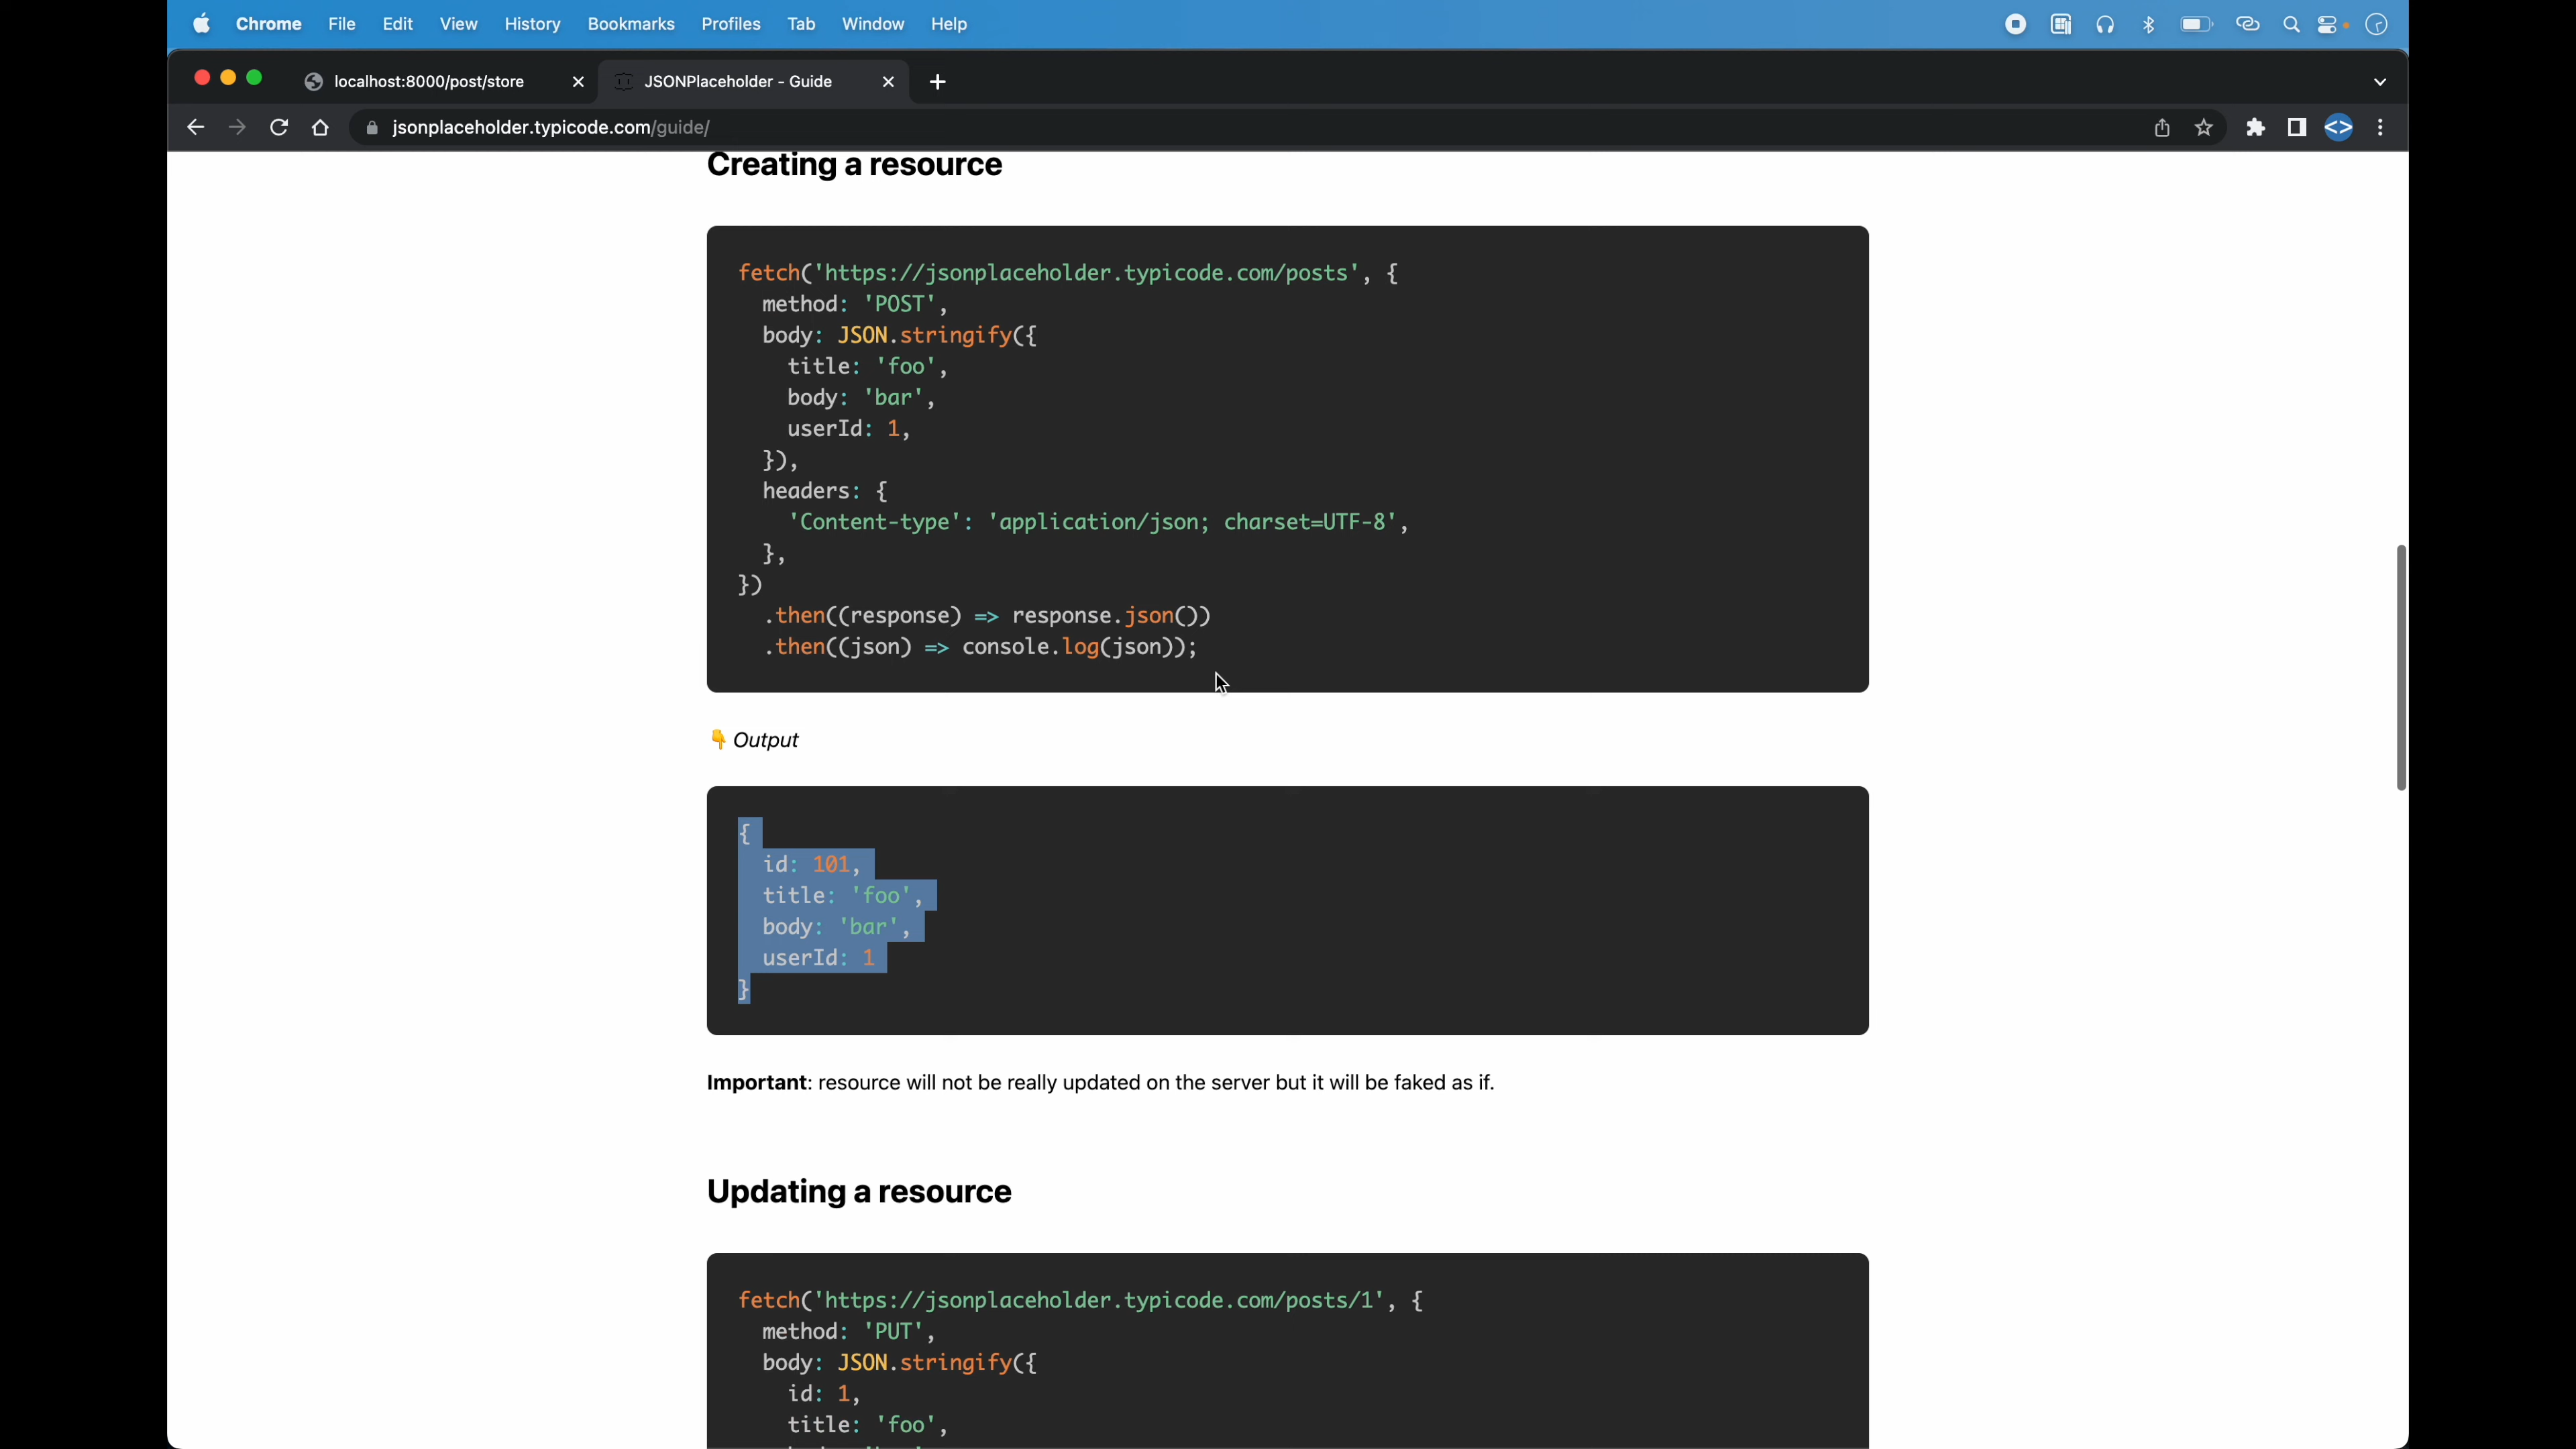 Chrome File Edit View History Bookmarks Profiles Tab Window Help
localhost:8000/post/store JSONPlaceholder - Guide
jsonplaceholder.typicode.com/guide/
Creating a resource
fetch('https://jsonplaceholder.typicode.com/posts', {
  method: 'POST',
  body: JSON.stringify({
    title: 'foo',
    body: 'bar',
    userId: 1,
  }),
  headers: {
    'Content-type': 'application/json; charset=UTF-8',
  },
})
  .then((response) => response.json())
  .then((json) => console.log(json));
👇 Output
{
  id: 101,
  title: 'foo',
  body: 'bar',
  userId: 1
}
Important: resource will not be really updated on the server but it will be faked as if.
Updating a resource
fetch('https://jsonplaceholder.typicode.com/posts/1', {
  method: 'PUT',
  body: JSON.stringify({
    id: 1,
    title: 'foo',